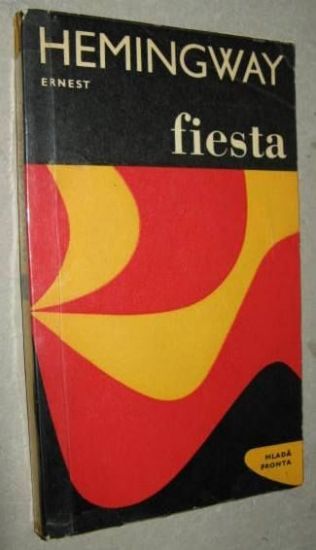 HEMINGWAY
ERNEST
fiesta
MLADÁ
FRONTA